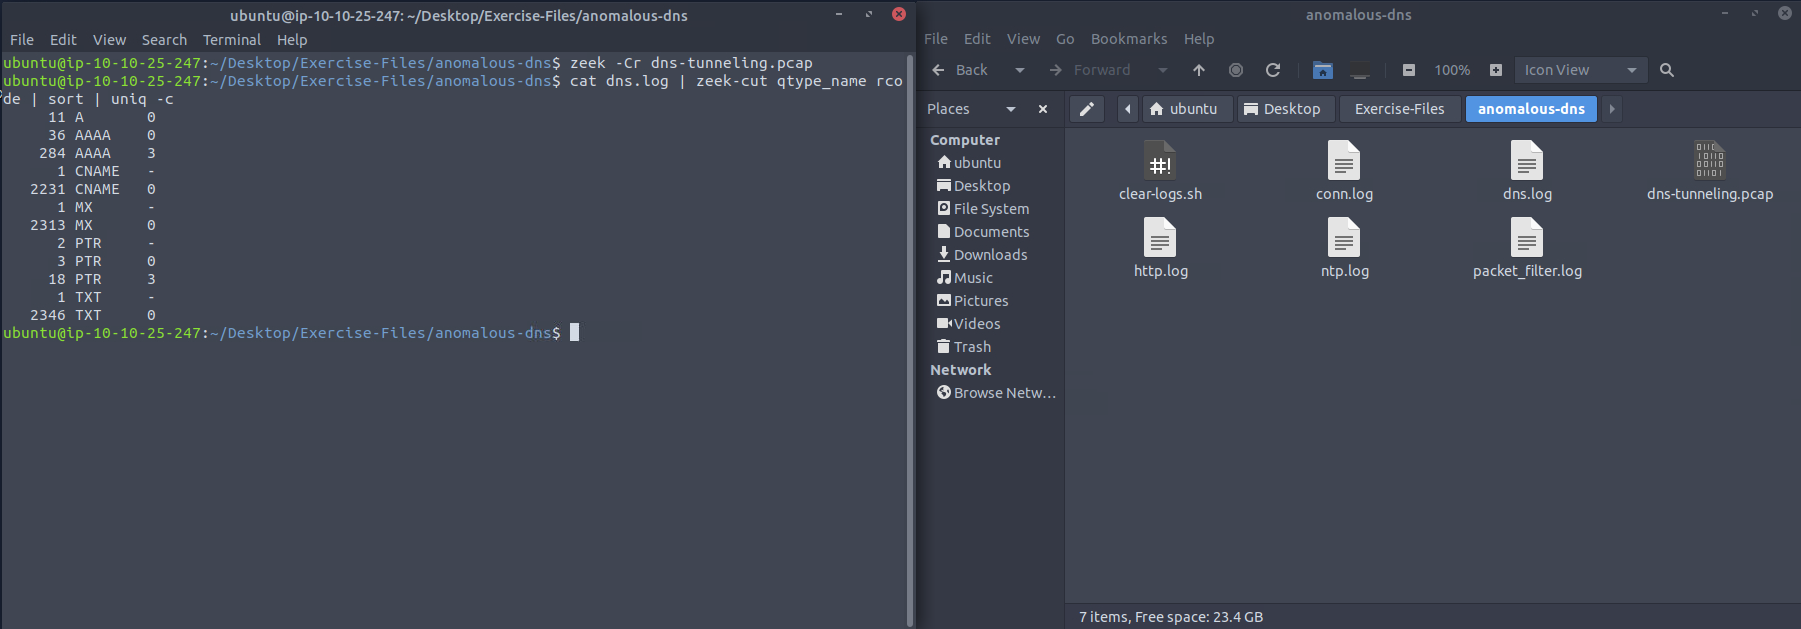 ubuntu@ip-10-10-25-247: ~/Desktop/Exercise-Files/anomalous-dns
File Edit View Search Terminal Help
ubuntu@ip-10-10-25-247:~/Desktop/Exercise-Files/anomalous-dns$ zeek -Cr dns-tunneling.pcap
ubuntu@ip-10-10-25-247:~/Desktop/Exercise-Files/anomalous-dns$ cat dns.log | zeek-cut qtype_name rco
de | sort | uniq -c
11 A 0
36 AAAA 0
284 AAAA 3
1 CNAME -
2231 CNAME 0
1 MX -
2313 MX 0
2 PTR -
3 PTR 0
18 PTR 3
1 TXT -
2346 TXT 0
ubuntu@ip-10-10-25-247:~/Desktop/Exercise-Files/anomalous-dns$
anomalous-dns
File Edit View Go Bookmarks Help
Back Forward 100% Icon View
Places
ubuntu Desktop Exercise-Files anomalous-dns
Computer
ubuntu
Desktop
File System
Documents
Downloads
Music
Pictures
Videos
Trash
Network
Browse Netw…
#!
clear-logs.sh conn.log dns.log dns-tunneling.pcap
http.log ntp.log packet_filter.log
7 items, Free space: 23.4 GB